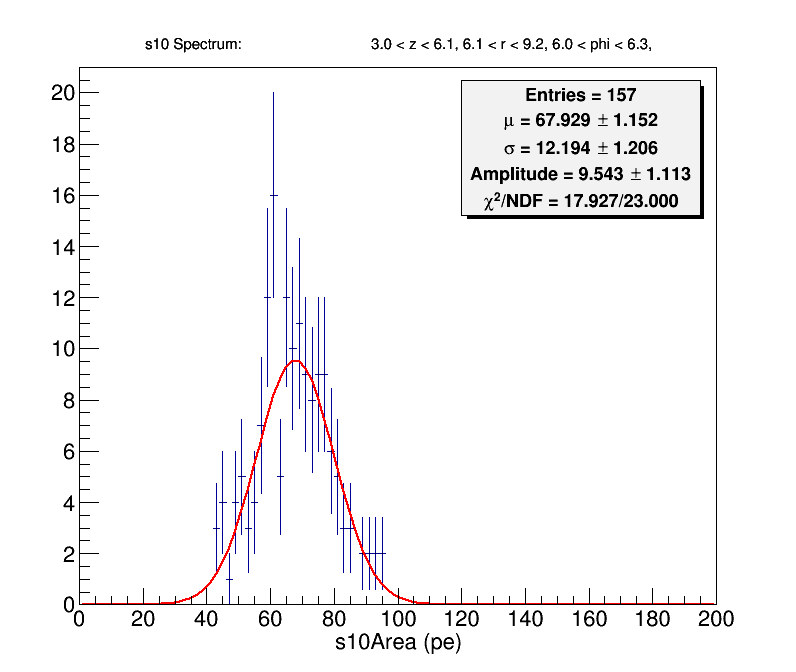 s10 Spectrum: 3.0 < z < 6.1, 6.1 < r < 9.2, 6.0 < phi < 6.3,
Entries = 157
μ = 67.929 ± 1.152
σ = 12.194 ± 1.206
Amplitude = 9.543 ± 1.113
χ²/NDF = 17.927/23.000
20
18
16
14
12
10
8
6
4
2
0
0 20 40 60 80 100 120 140 160 180 200
s10Area (pe)